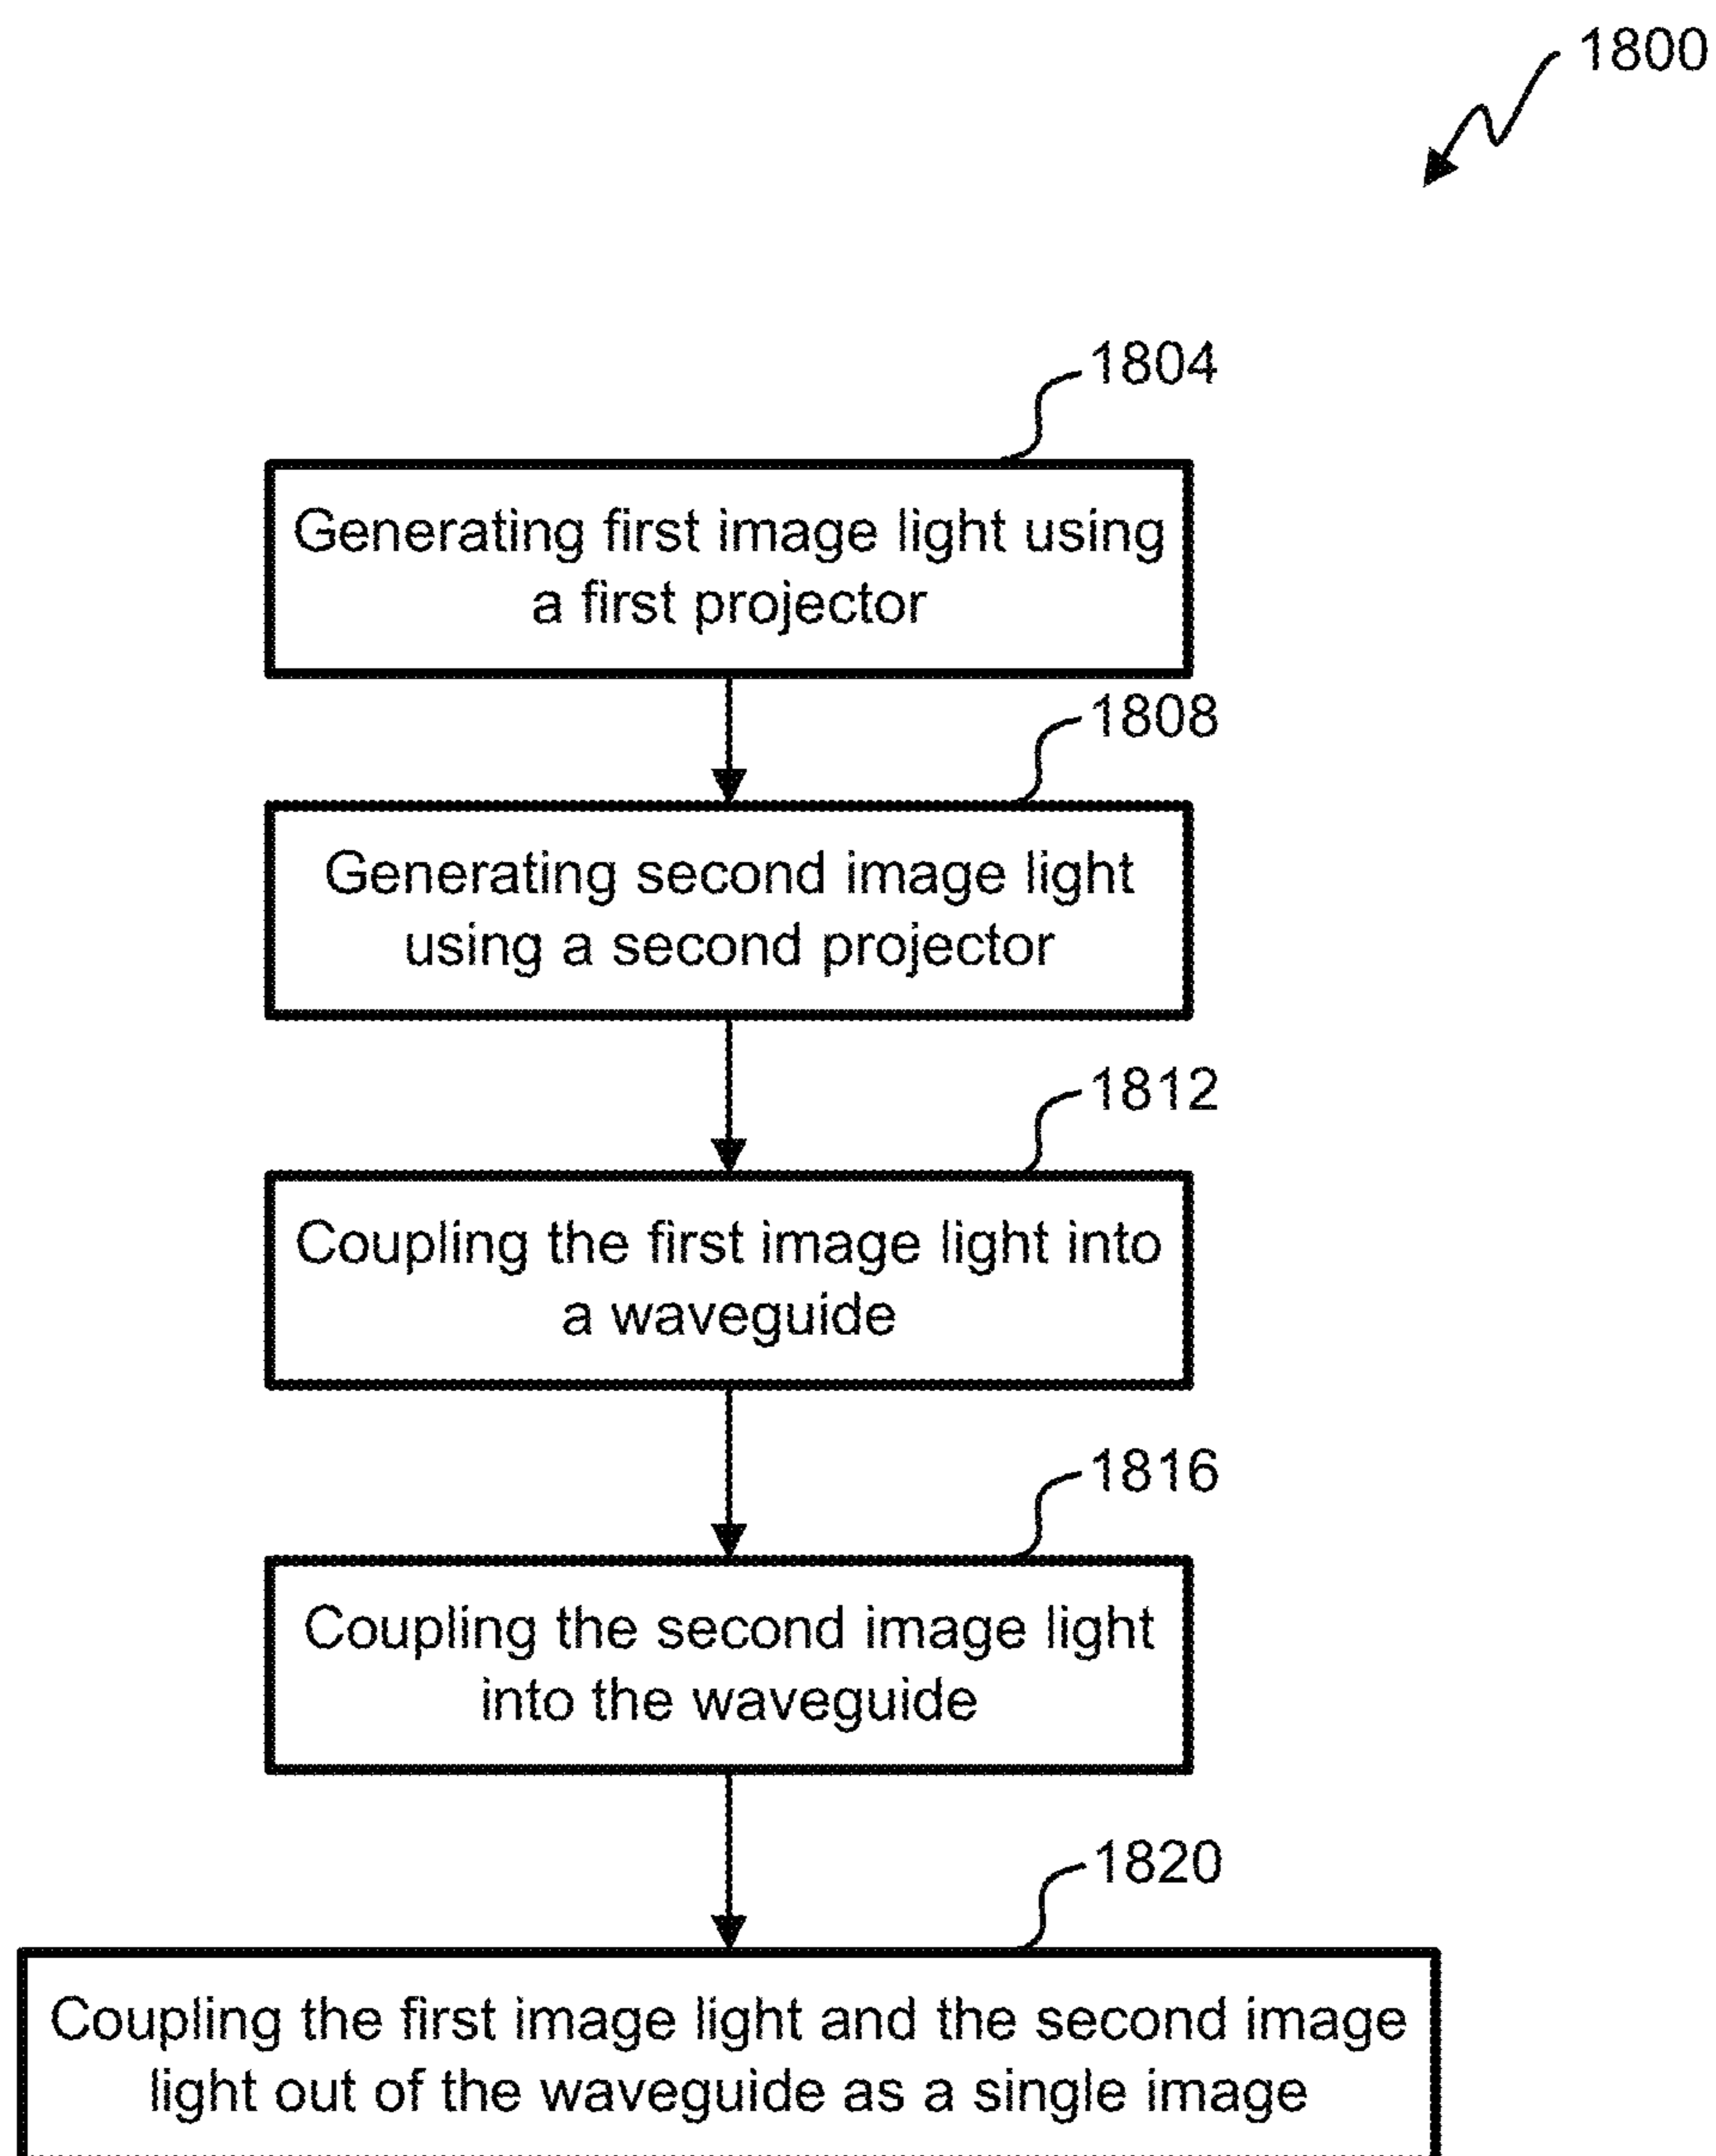 1800
1804
Generating first image light using
a first projector
1808
Generating second image light
using a second projector
1812
Coupling the first image light into
a waveguide
1816
Coupling the second image light
into the waveguide
1820
Coupling the first image light and the second image
light out of the waveguide as a single image